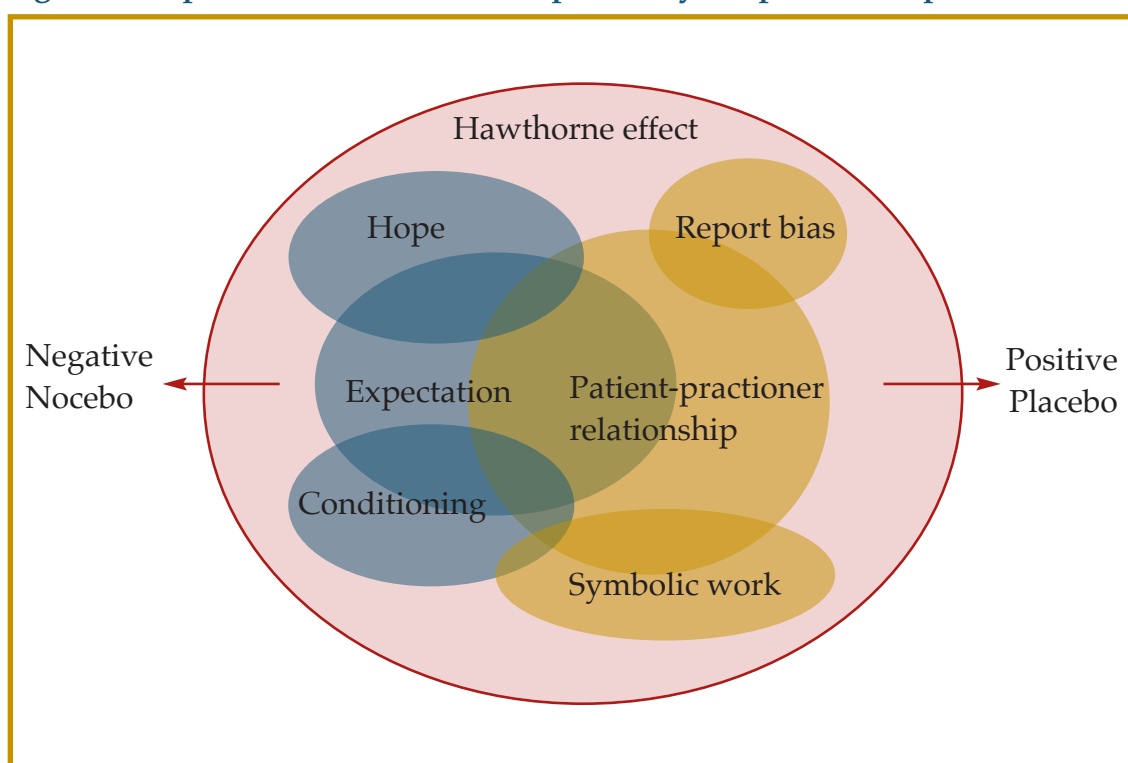 Hawthorne effect
Hope
Report bias
Negative
Nocebo
Expectation
Patient-practioner
relationship
Positive
Placebo
Conditioning
Symbolic work